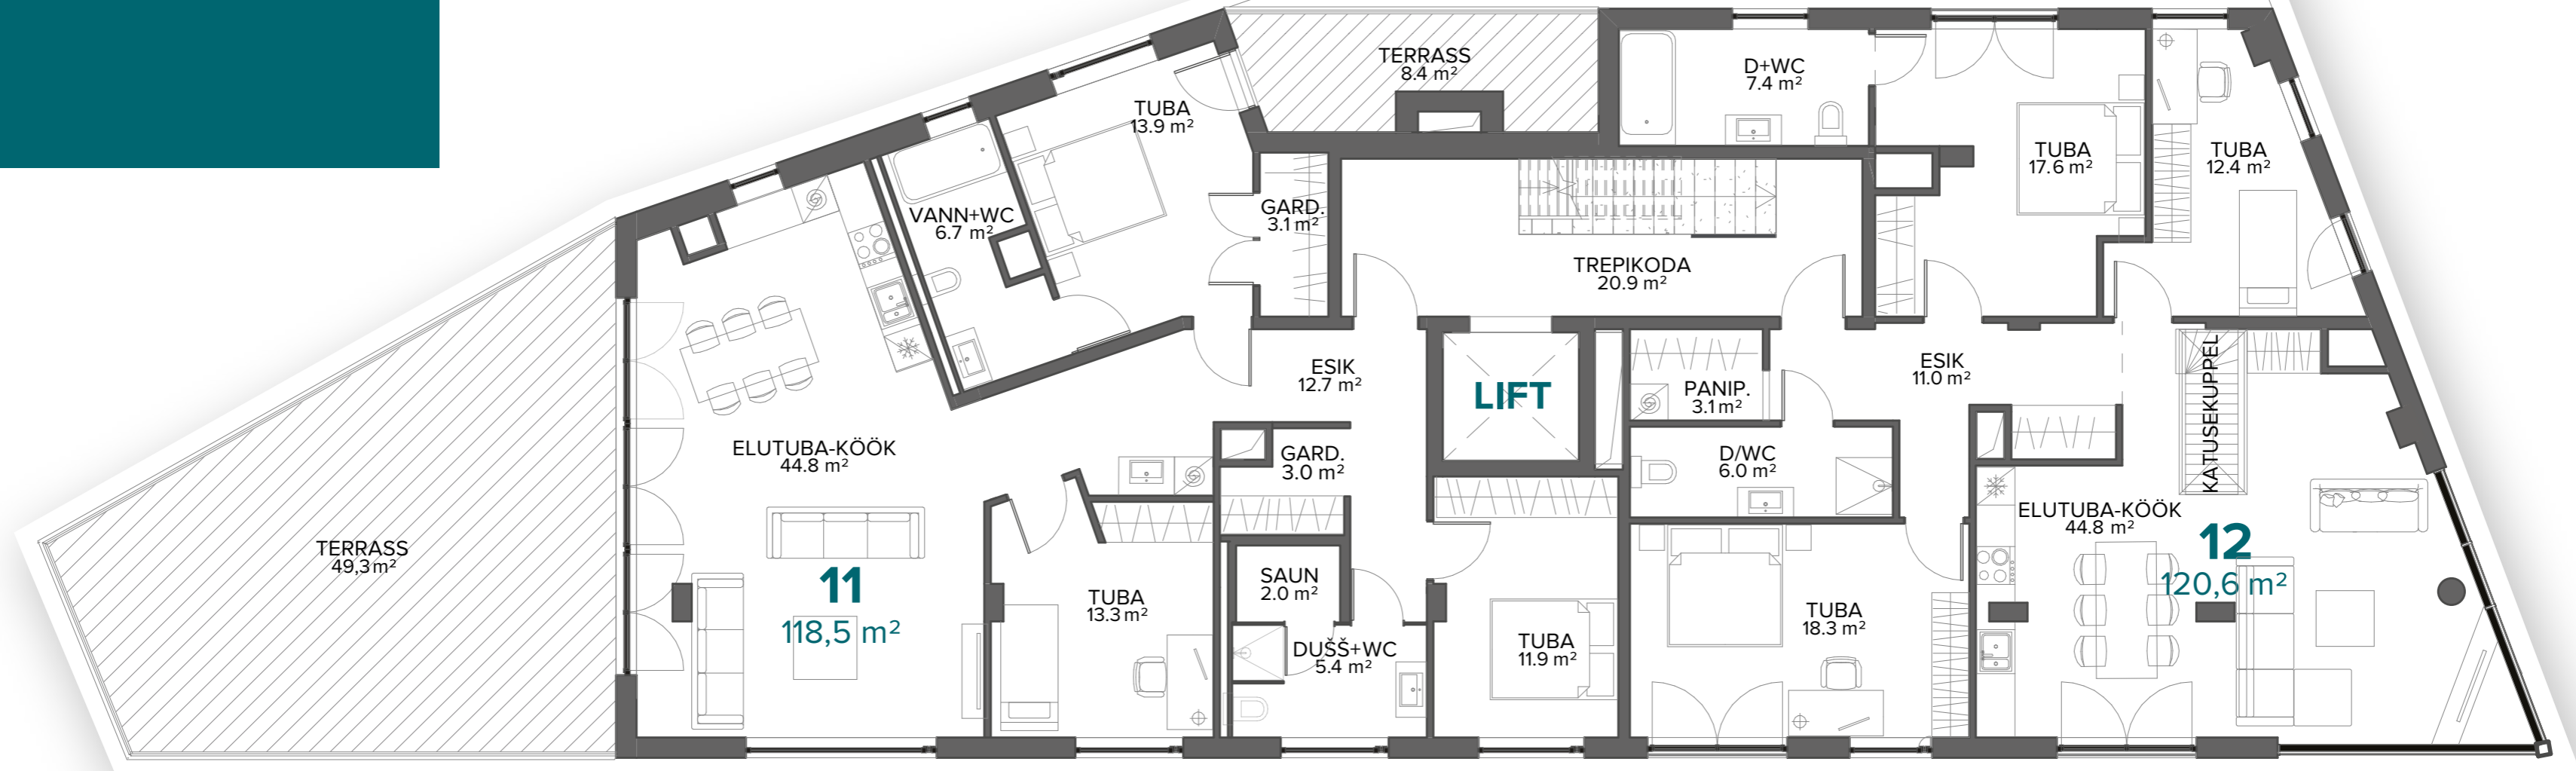 TERRASS
8.4 m²
D+WC
7.4 m²
TUBA
13.9 m²
TUBA
17.6 m²
TUBA
12.4 m²
VANN+WC
6.7 m²
GARD.
3.1 m²
TREPIKODA
20.9 m²
ESIK
12.7 m²
LIFT
PANIP.
3.1 m²
ESIK
11.0 m²
KATUSEKUPPEL
ELUTUBA-KÖÖK
44.8 m²
GARD.
3.0 m²
D/WC
6.0 m²
ELUTUBA-KÖÖK
44.8 m²
12
120,6 m²
TERRASS
49,3 m²
11
118,5 m²
TUBA
13.3 m²
SAUN
2.0 m²
DUŠŠ+WC
5.4 m²
TUBA
11.9 m²
TUBA
18.3 m²